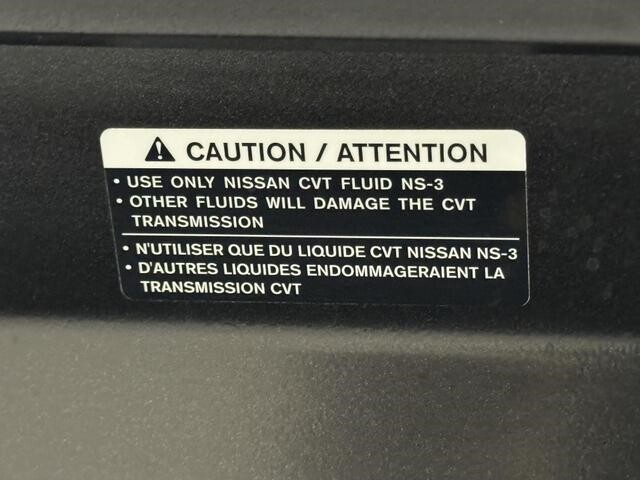 CAUTION / ATTENTION
• USE ONLY NISSAN CVT FLUID NS-3
• OTHER FLUIDS WILL DAMAGE THE CVT
TRANSMISSION
• N'UTILISER QUE DU LIQUIDE CVT NISSAN NS-3
• D'AUTRES LIQUIDES ENDOMMAGERAIENT LA
TRANSMISSION CVT